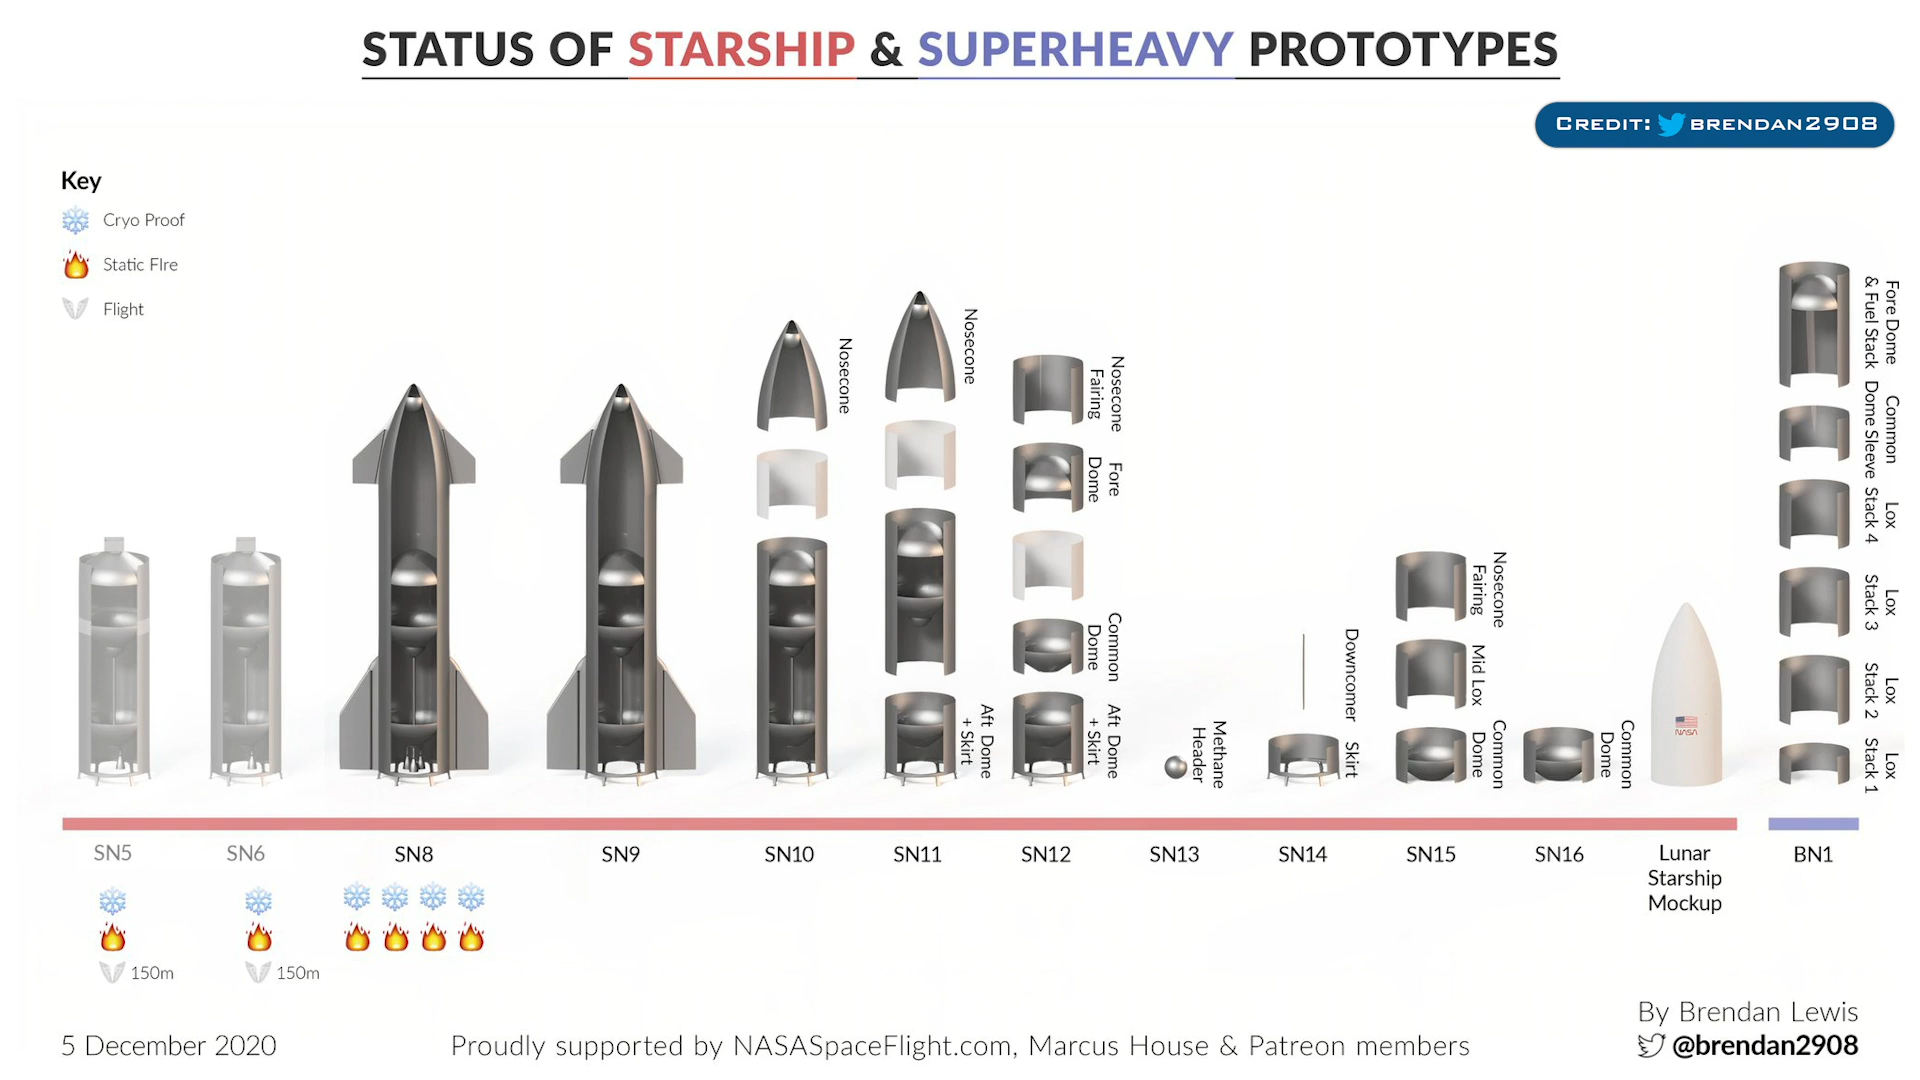 STATUS OF STARSHIP & SUPERHEAVY PROTOTYPES
CREDIT: BRENDAN2908
Key
Cryo Proof
Static FIre
Flight
Nosecone
Nosecone
Nosecone
Fairing
Fore
Dome
Common
Dome
Aft Dome
+ Skirt
Aft Dome
+ Skirt
Methane
Header
Downcomer
Skirt
Nosecone
Fairing
Mid Lox
Common
Dome
Common
Dome
NASA
Fore Dome
& Fuel Stack
Common
Dome Sleeve
Lox
Stack 4
Lox
Stack 3
Lox
Stack 2
Lox
Stack 1
SN5
SN6
SN8
SN9
SN10
SN11
SN12
SN13
SN14
SN15
SN16
Lunar
Starship
Mockup
BN1
150m
150m
5 December 2020
Proudly supported by NASASpaceFlight.com, Marcus House & Patreon members
By Brendan Lewis
@brendan2908